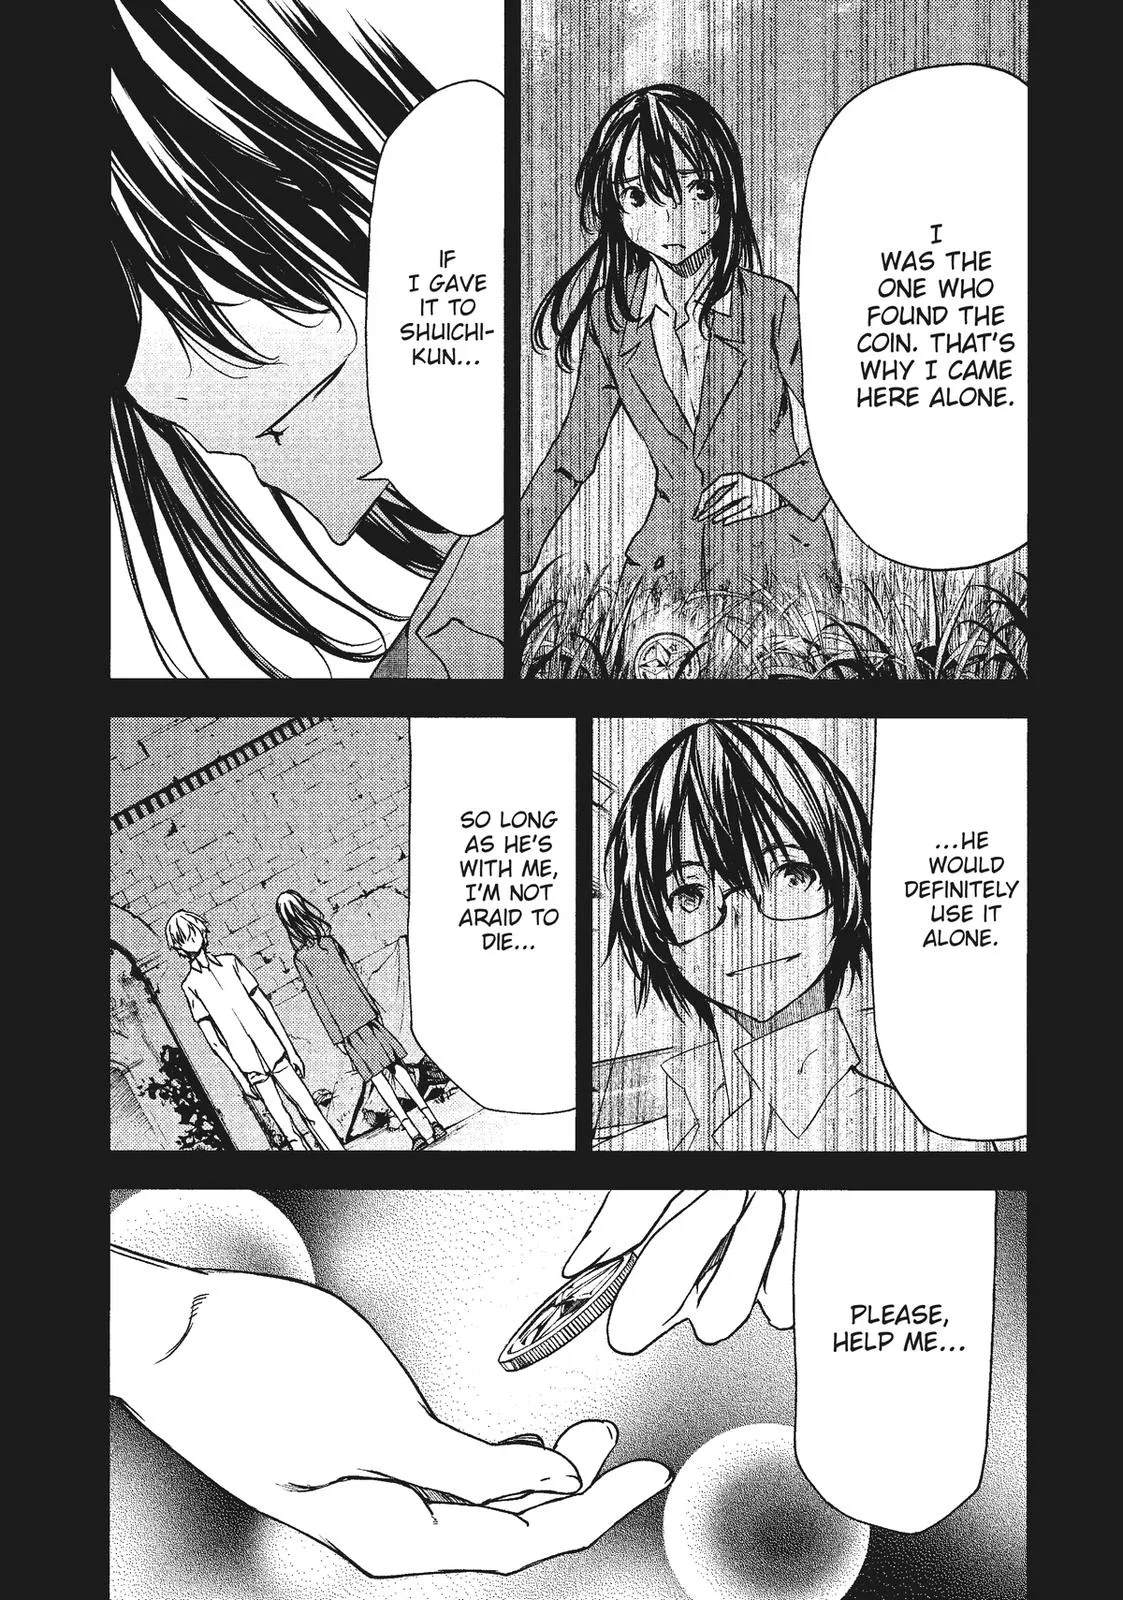 I
WAS THE
ONE WHO
FOUND THE
COIN. THAT'S
WHY I CAME
HERE ALONE.
IF
I GAVE
IT TO
SHUICHI-
KUN...
...HE
WOULD
DEFINITELY
USE IT
ALONE.
SO LONG
AS HE'S
WITH ME,
I'M NOT
ARAID TO
DIE...
PLEASE,
HELP ME...